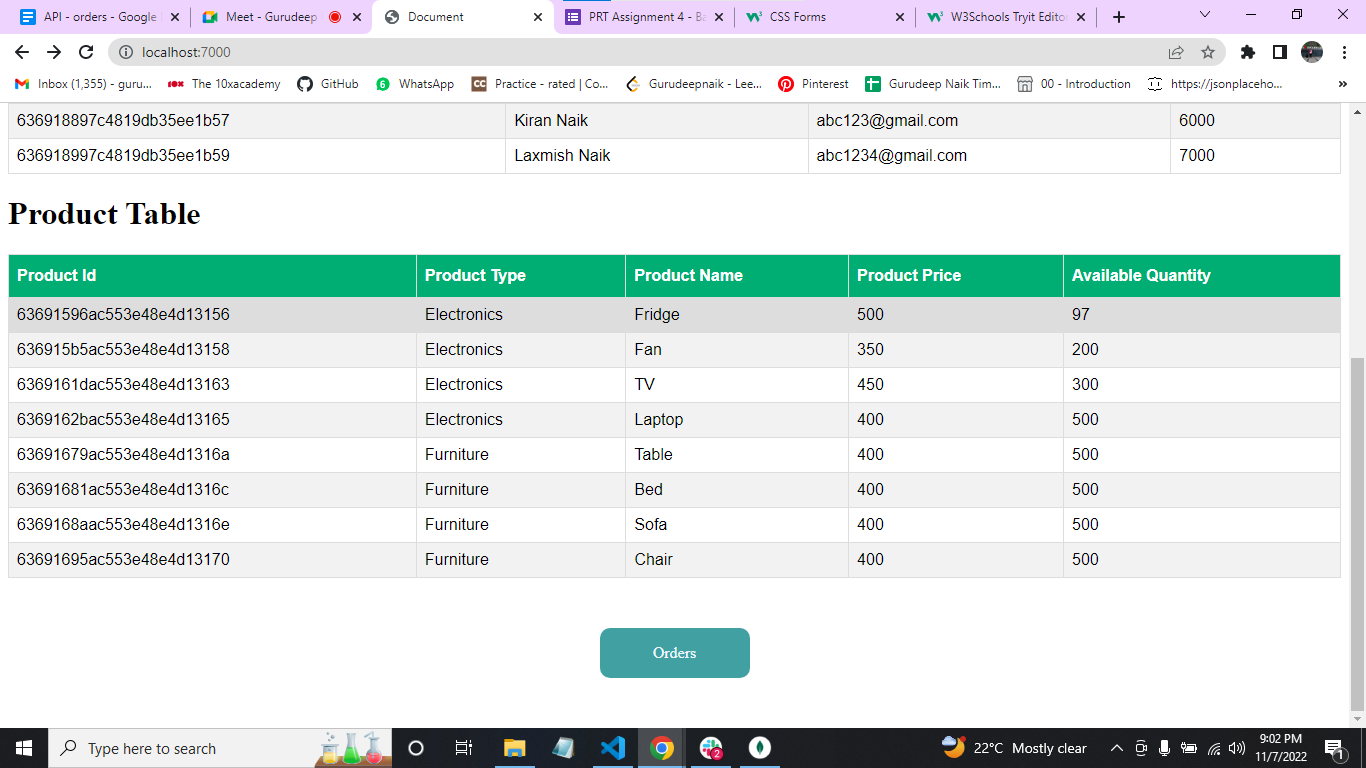 API - orders - Google
Meet - Gurudeep
Document
PRT Assignment 4 - Ba
CSS Forms
W3Schools Tryit Editor
localhost:7000
Inbox (1,355) - guru...
The 10xacademy
GitHub
6
WhatsApp
CC
Practice - rated | Co...
Gurudeepnaik - Lee...
Pinterest
Gurudeep Naik Tim...
00 - Introduction
https://jsonplaceho...
»
636918897c4819db35ee1b57 Kiran Naik abc123@gmail.com 6000
636918997c4819db35ee1b59 Laxmish Naik abc1234@gmail.com 7000
Product Table
Product Id Product Type Product Name Product Price Available Quantity
63691596ac553e48e4d13156 Electronics Fridge 500 97
636915b5ac553e48e4d13158 Electronics Fan 350 200
6369161dac553e48e4d13163 Electronics TV 450 300
6369162bac553e48e4d13165 Electronics Laptop 400 500
63691679ac553e48e4d1316a Furniture Table 400 500
63691681ac553e48e4d1316c Furniture Bed 400 500
6369168aac553e48e4d1316e Furniture Sofa 400 500
63691695ac553e48e4d13170 Furniture Chair 400 500
Orders
Type here to search
2
22°C Mostly clear
9:02 PM
11/7/2022
1